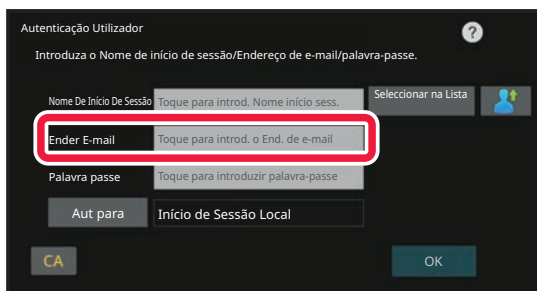 Autenticação Utilizador
?
Introduza o Nome de início de sessão/Endereço de e-mail/palavra-passe.
Nome De Início De Sessão Toque para introd. Nome início sess. Seleccionar na Lista
Ender E-mail Toque para introd. o End. de e-mail
Palavra passe Toque para introduzir palavra-passe
Aut para Início de Sessão Local
CA OK